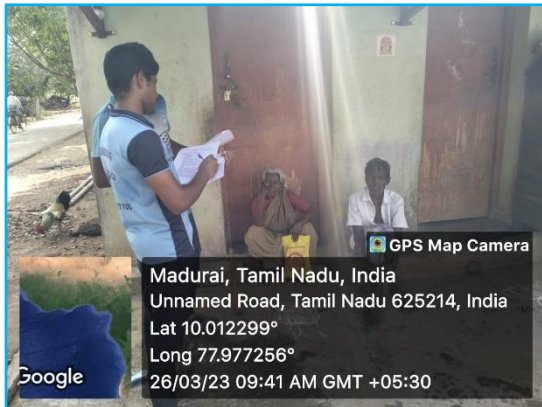 GPS Map Camera
Madurai, Tamil Nadu, India
Unnamed Road, Tamil Nadu 625214, India
Lat 10.012299°
Long 77.977256°
26/03/23 09:41 AM GMT +05:30
Google